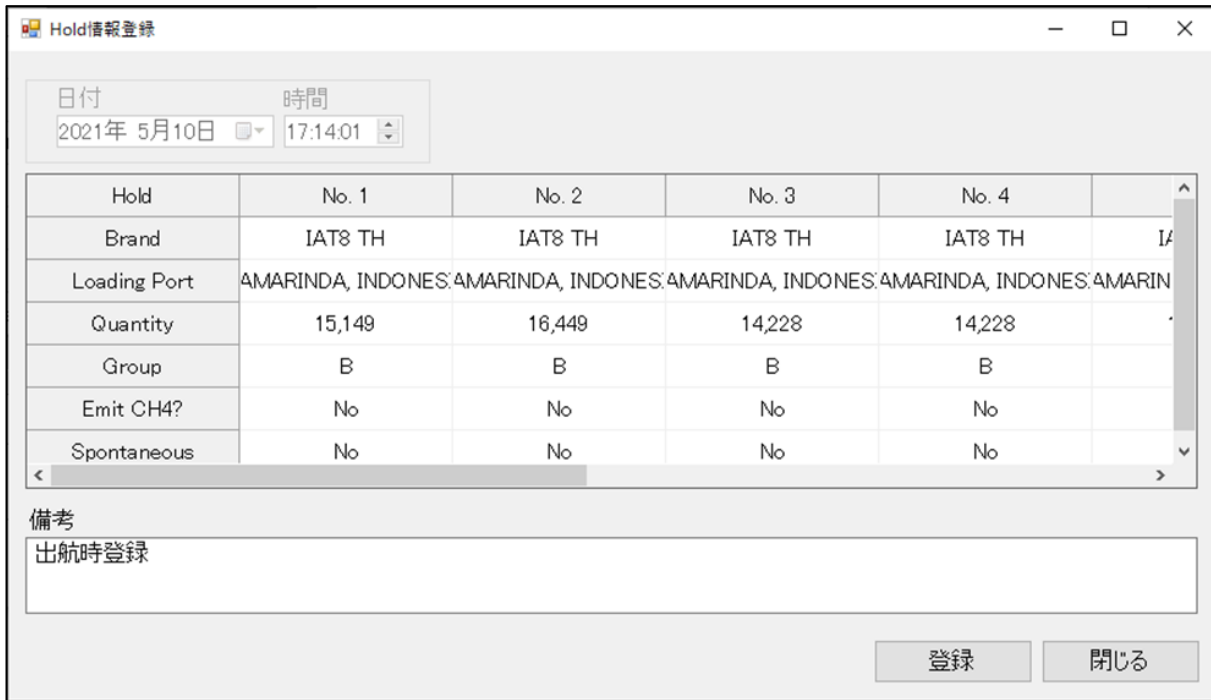 Hold情報登録
日付 時間
2021年 5月10日 17:14:01
Hold No. 1 No. 2 No. 3 No. 4
Brand IAT8 TH IAT8 TH IAT8 TH IAT8 TH IA
Loading Port AMARINDA, INDONES AMARINDA, INDONES AMARINDA, INDONES AMARINDA, INDONES AMARIN
Quantity 15,149 16,449 14,228 14,228
Group B B B B
Emit CH4? No No No No
Spontaneous No No No No
備考
出航時登録
登録 閉じる